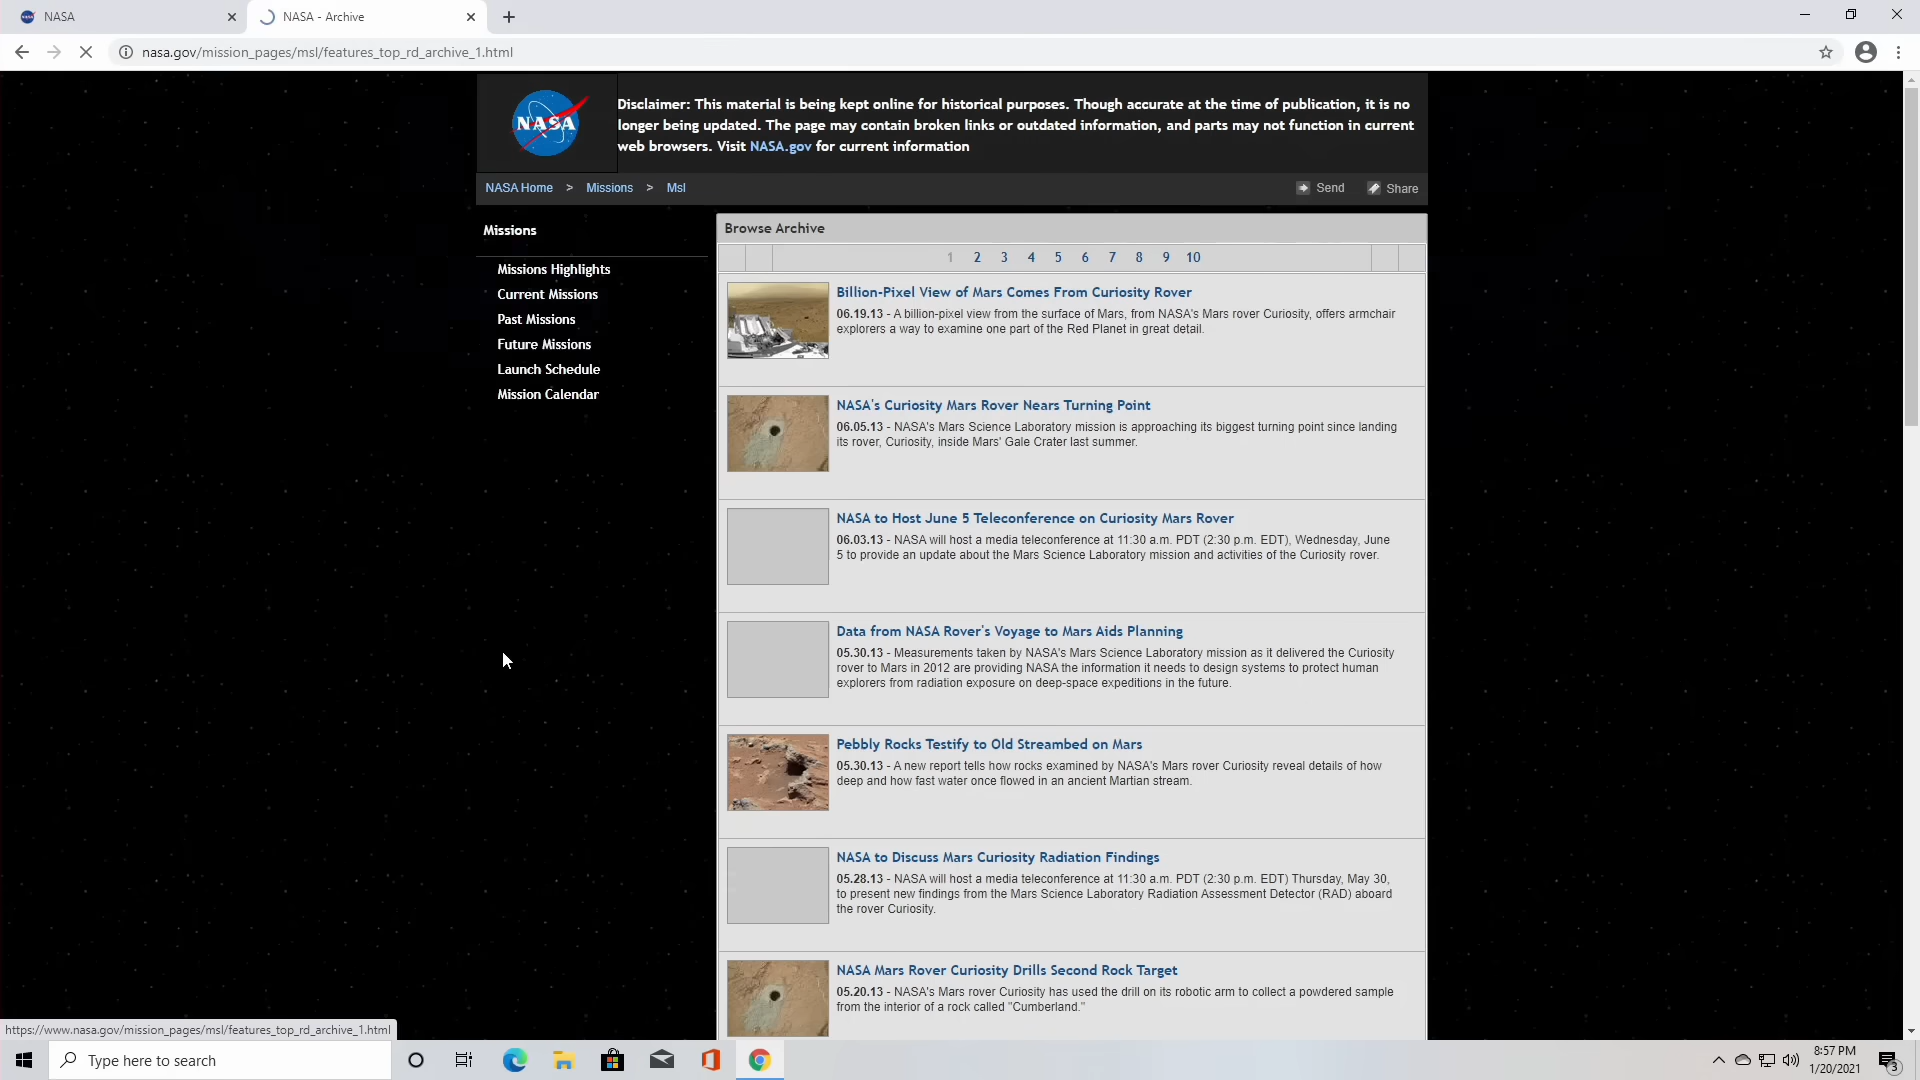 NASA
NASA - Archive
nasa.gov/mission_pages/msl/features_top_rd_archive_1.html
NASA
Disclaimer: This material is being kept online for historical purposes. Though accurate at the time of publication, it is no
longer being updated. The page may contain broken links or outdated information, and parts may not function in current
web browsers. Visit NASA.gov for current information
NASA Home > Missions > Msl
Send Share
Missions
Missions Highlights
Current Missions
Past Missions
Future Missions
Launch Schedule
Mission Calendar
Browse Archive
1 2 3 4 5 6 7 8 9 10
Billion-Pixel View of Mars Comes From Curiosity Rover
06.19.13 - A billion-pixel view from the surface of Mars, from NASA's Mars rover Curiosity, offers armchair
explorers a way to examine one part of the Red Planet in great detail.
NASA's Curiosity Mars Rover Nears Turning Point
06.05.13 - NASA's Mars Science Laboratory mission is approaching its biggest turning point since landing
its rover, Curiosity, inside Mars' Gale Crater last summer.
NASA to Host June 5 Teleconference on Curiosity Mars Rover
06.03.13 - NASA will host a media teleconference at 11:30 a.m. PDT (2:30 p.m. EDT), Wednesday, June
5 to provide an update about the Mars Science Laboratory mission and activities of the Curiosity rover.
Data from NASA Rover's Voyage to Mars Aids Planning
05.30.13 - Measurements taken by NASA's Mars Science Laboratory mission as it delivered the Curiosity
rover to Mars in 2012 are providing NASA the information it needs to design systems to protect human
explorers from radiation exposure on deep-space expeditions in the future.
Pebbly Rocks Testify to Old Streambed on Mars
05.30.13 - A new report tells how rocks examined by NASA's Mars rover Curiosity reveal details of how
deep and how fast water once flowed in an ancient Martian stream.
NASA to Discuss Mars Curiosity Radiation Findings
05.28.13 - NASA will host a media teleconference at 11:30 a.m. PDT (2:30 p.m. EDT) Thursday, May 30,
to present new findings from the Mars Science Laboratory Radiation Assessment Detector (RAD) aboard
the rover Curiosity.
NASA Mars Rover Curiosity Drills Second Rock Target
05.20.13 - NASA's Mars rover Curiosity has used the drill on its robotic arm to collect a powdered sample
from the interior of a rock called "Cumberland."
https://www.nasa.gov/mission_pages/msl/features_top_rd_archive_1.html
Type here to search
8:57 PM
1/20/2021
3